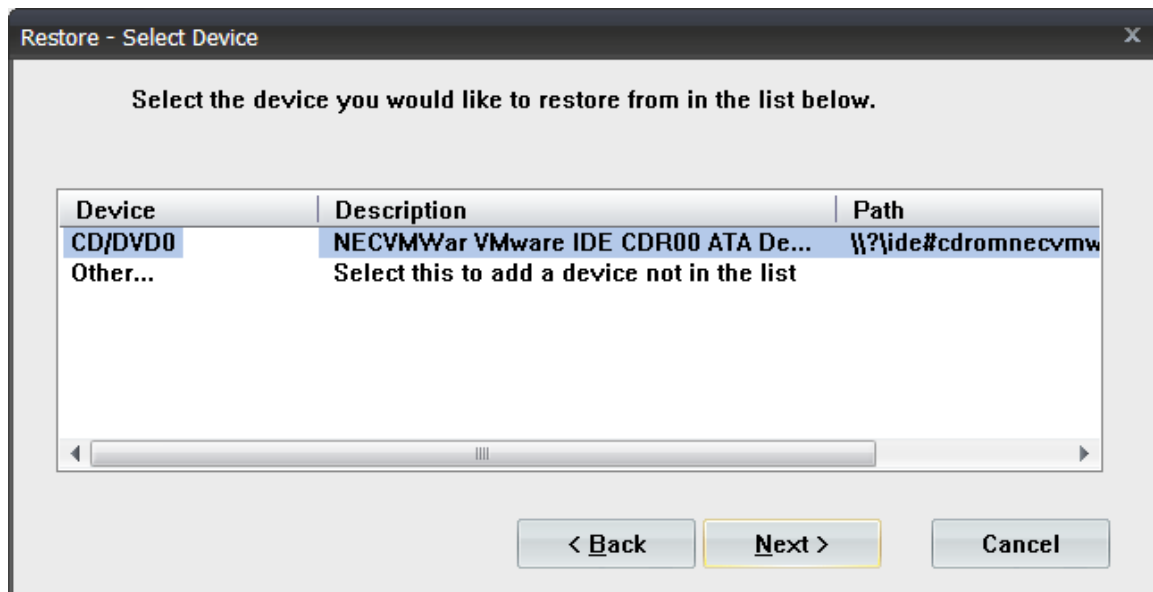 Restore - Select Device
x
Select the device you would like to restore from in the list below.
Device Description Path
CD/DVD0 NECVMWar VMware IDE CDR00 ATA De... \\?\ide#cdromnecvmw
Other... Select this to add a device not in the list
< Back Next > Cancel